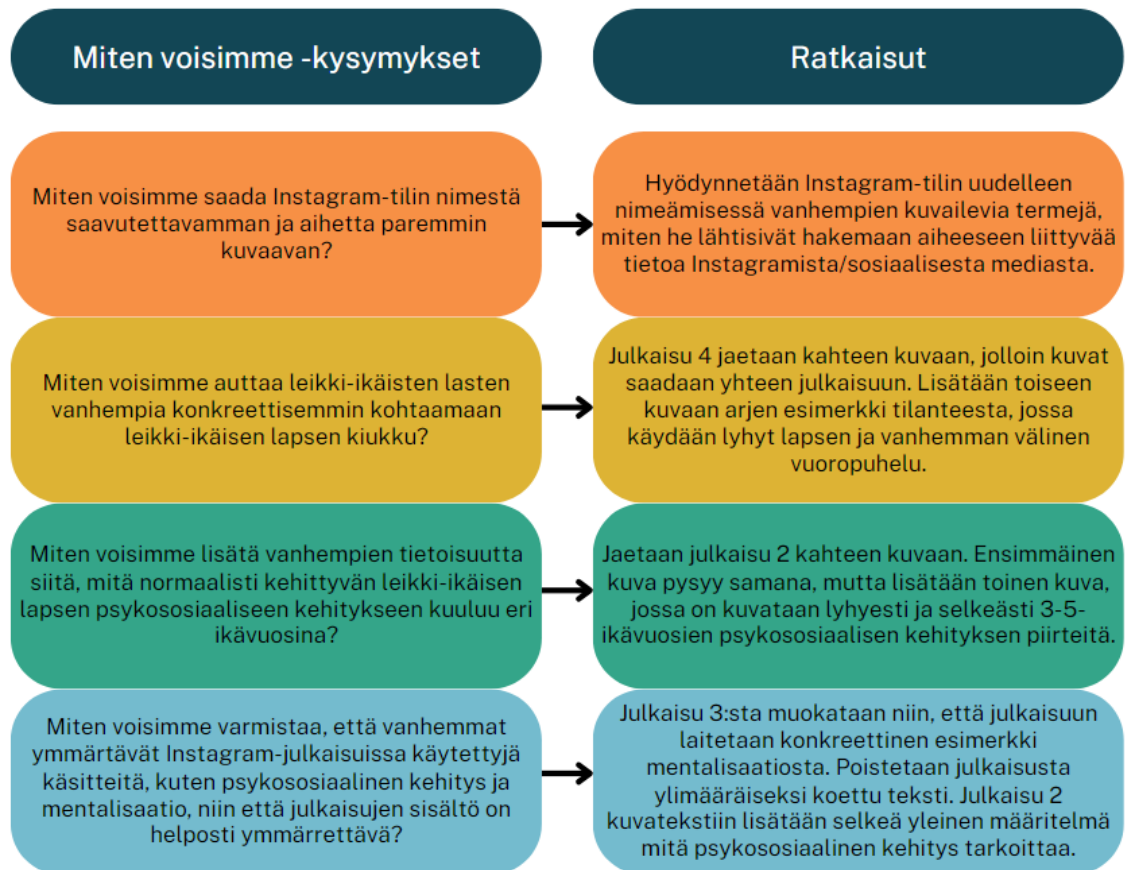 Miten voisimme -kysymykset
Ratkaisut
Miten voisimme saada Instagram-tilin nimestä
saavutettavamman ja aihetta paremmin
kuvaavan?
Hyödynnetään Instagram-tilin uudelleen
nimeämisessä vanhempien kuvailevia termejä,
miten he lähtisivät hakemaan aiheeseen liittyvää
tietoa Instagramista/sosiaalisesta mediasta.
Miten voisimme auttaa leikki-ikäisten lasten
vanhempia konkreettisemmin kohtaamaan
leikki-ikäisen lapsen kiukku?
Julkaisu 4 jaetaan kahteen kuvaan, jolloin kuvat
saadaan yhteen julkaisuun. Lisätään toiseen
kuvaan arjen esimerkki tilanteesta, jossa
käydään lyhyt lapsen ja vanhemman välinen
vuoropuhelu.
Miten voisimme lisätä vanhempien tietoisuutta
siitä, mitä normaalisti kehittyvän leikki-ikäisen
lapsen psykososiaaliseen kehitykseen kuuluu eri
ikävuosina?
Jaetaan julkaisu 2 kahteen kuvaan. Ensimmäinen
kuva pysyy samana, mutta lisätään toinen kuva,
jossa on kuvataan lyhyesti ja selkeästi 3-5-
ikävuosien psykososiaalisen kehityksen piirteitä.
Miten voisimme varmistaa, että vanhemmat
ymmärtävät Instagram-julkaisuissa käytettyjä
käsitteitä, kuten psykososiaalinen kehitys ja
mentalisaatio, niin että julkaisujen sisältö on
helposti ymmärrettävä?
Julkaisu 3:sta muokataan niin, että julkaisuun
laitetaan konkreettinen esimerkki
mentalisaatiosta. Poistetaan julkaisusta
ylimääräiseksi koettu teksti. Julkaisu 2
kuvatekstiin lisätään selkeä yleinen määritelmä
mitä psykososiaalinen kehitys tarkoittaa.